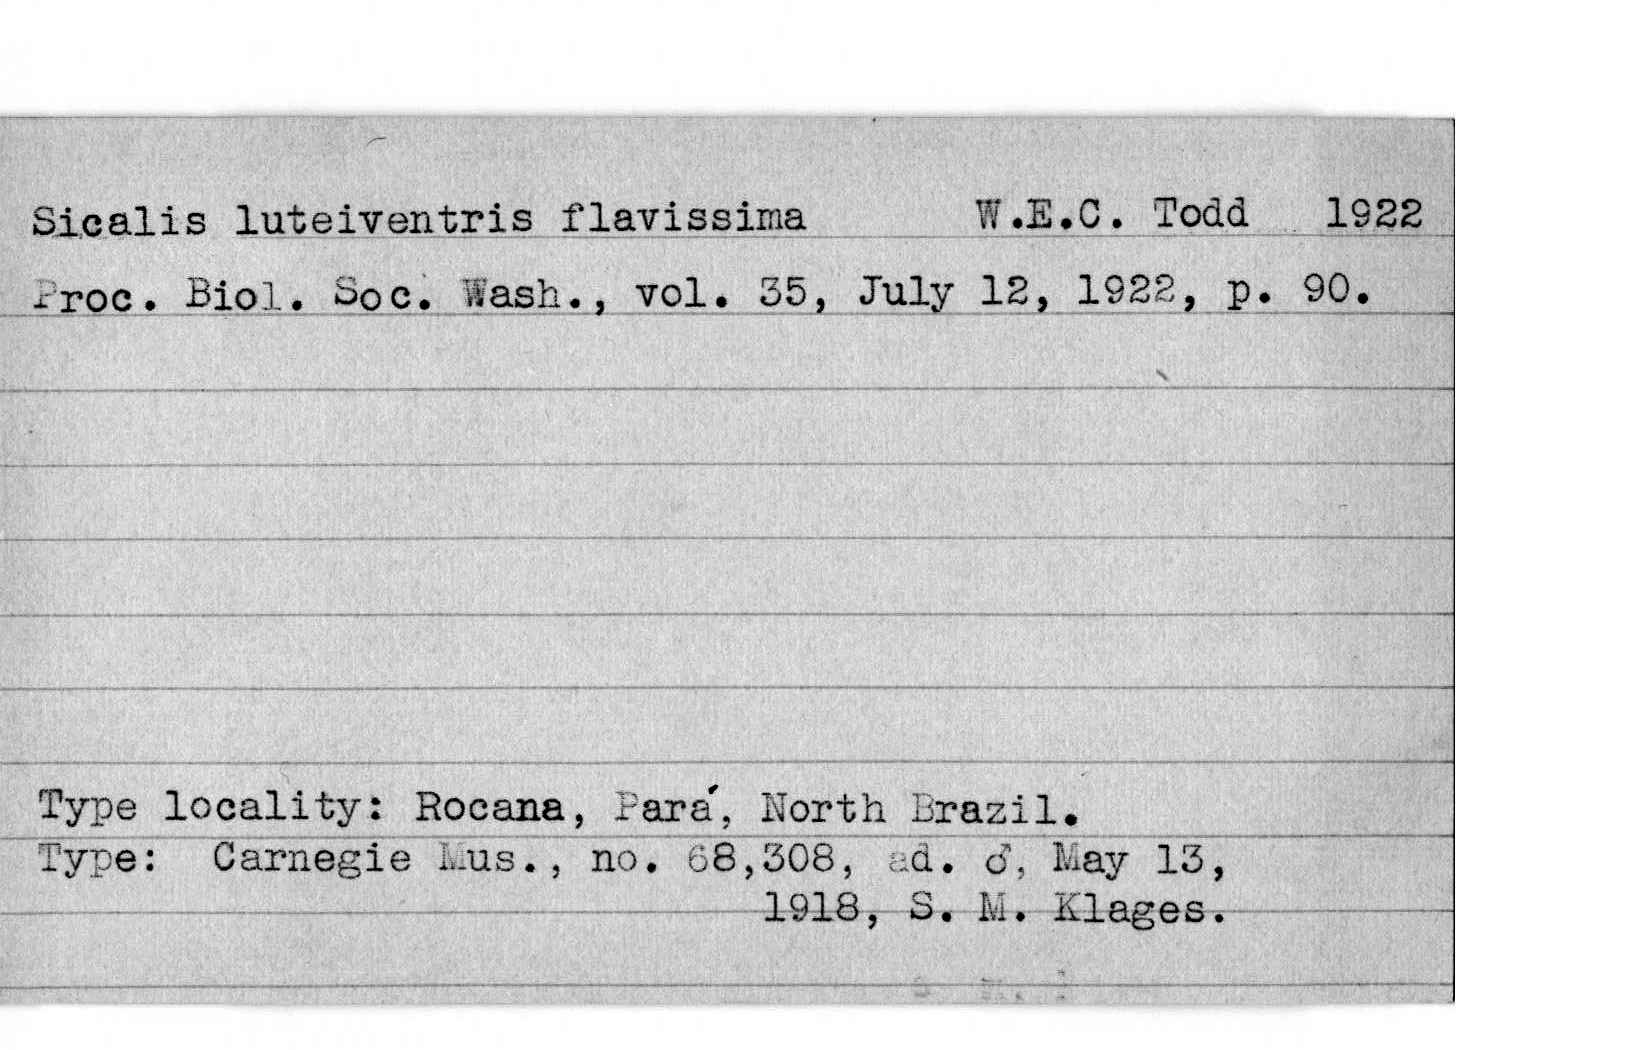 Sicalis luteiventris flavissima W.E.C. Todd 1922
Proc. Biol. Soc. Wash., vol. 35, July 12, 1922, p. 90.
Type locality: Rocana, Pará, North Brazil.
Type: Carnegie Mus., no. 68,308, ad. ♂, May 13,
1918, S. M. Klages.